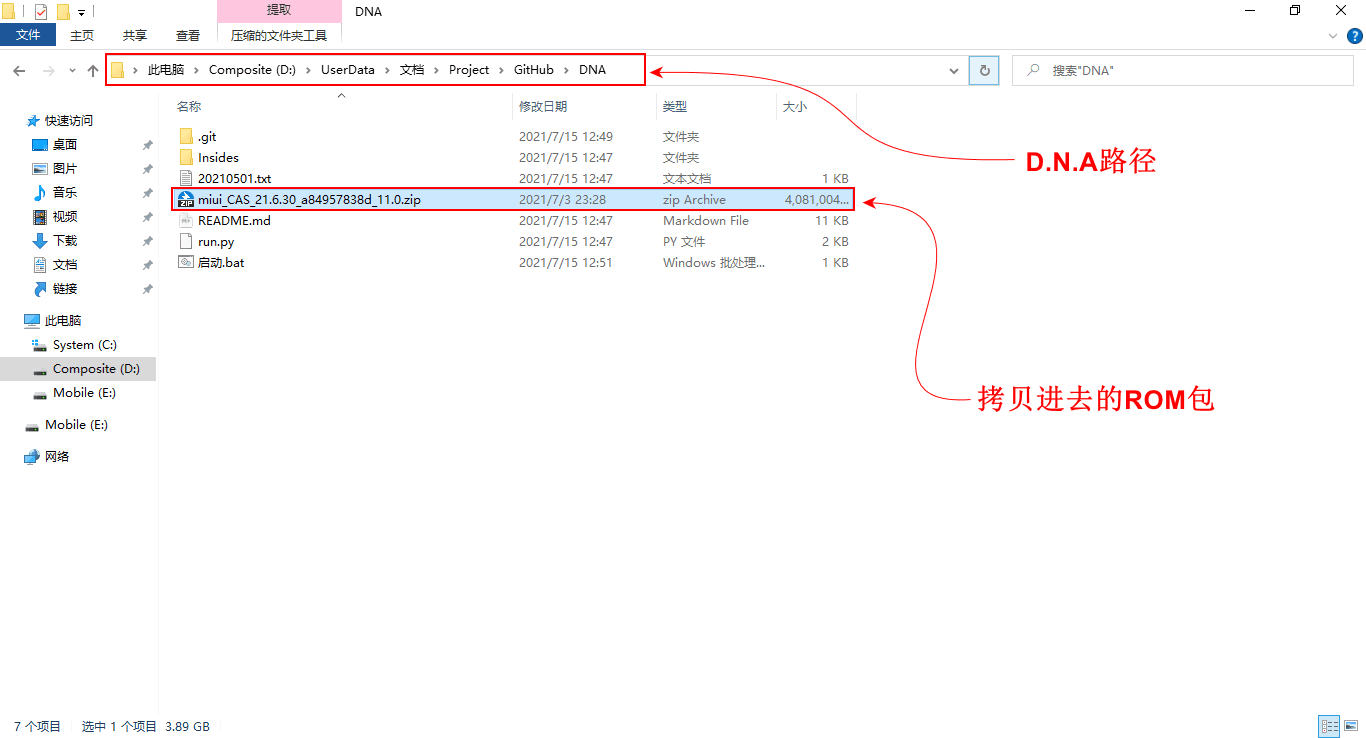 提取
DNA
文件 主页 共享 查看 压缩的文件夹工具
此电脑 Composite (D:) UserData 文档 Project GitHub DNA
搜索"DNA"
名称 修改日期 类型 大小
.git 2021/7/15 12:49 文件夹
Insides 2021/7/15 12:47 文件夹
20210501.txt 2021/7/15 12:47 文本文档 1 KB
miui_CAS_21.6.30_a84957838d_11.0.zip 2021/7/3 23:28 zip Archive 4,081,004...
README.md 2021/7/15 12:47 Markdown File 11 KB
run.py 2021/7/15 12:47 PY 文件 2 KB
启动.bat 2021/7/15 12:51 Windows 批处理... 1 KB
快速访问
桌面
图片
音乐
视频
下载
文档
链接
此电脑
System (C:)
Composite (D:)
Mobile (E:)
Mobile (E:)
网络
D.N.A路径
拷贝进去的ROM包
7 个项目 选中 1 个项目 3.89 GB